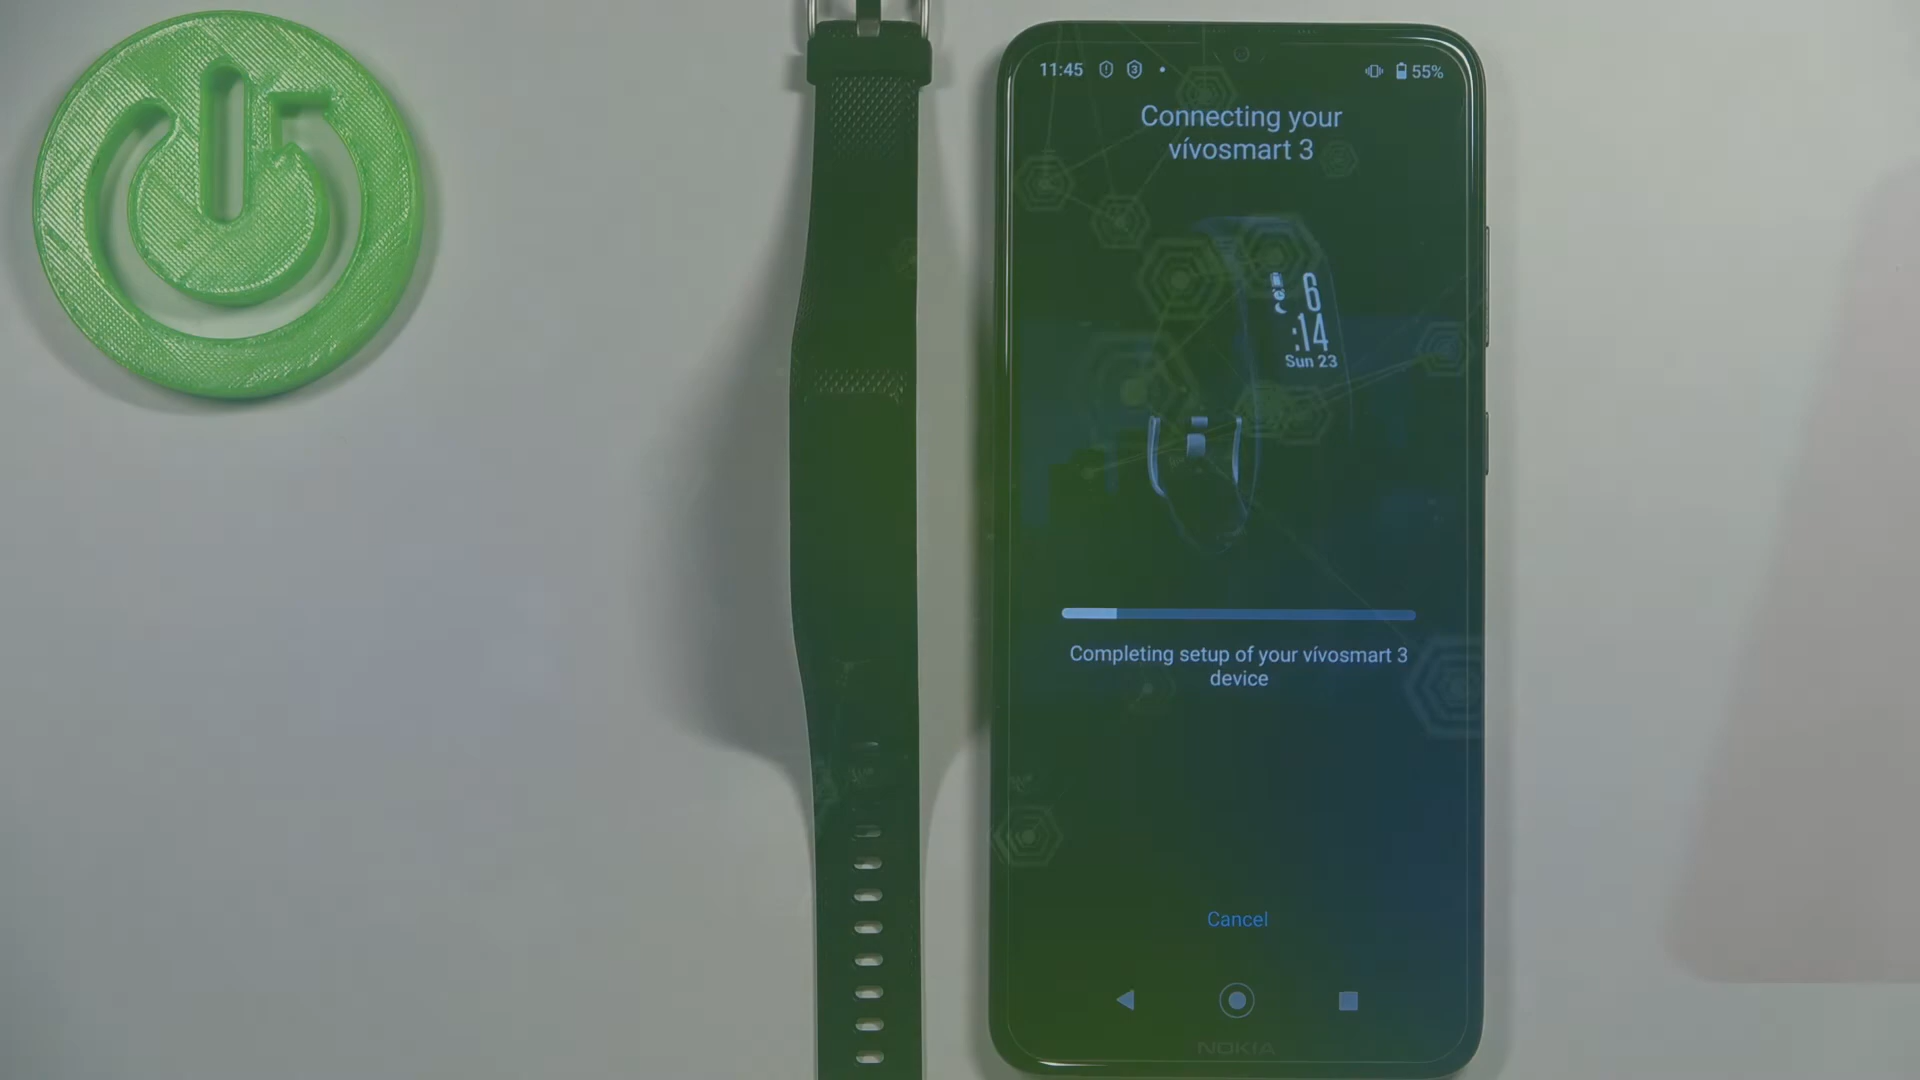 11:45
3
55%
Connecting your
vívosmart 3
6
:14
Sun 23
Completing setup of your vívosmart 3
device
Cancel
NOKIA